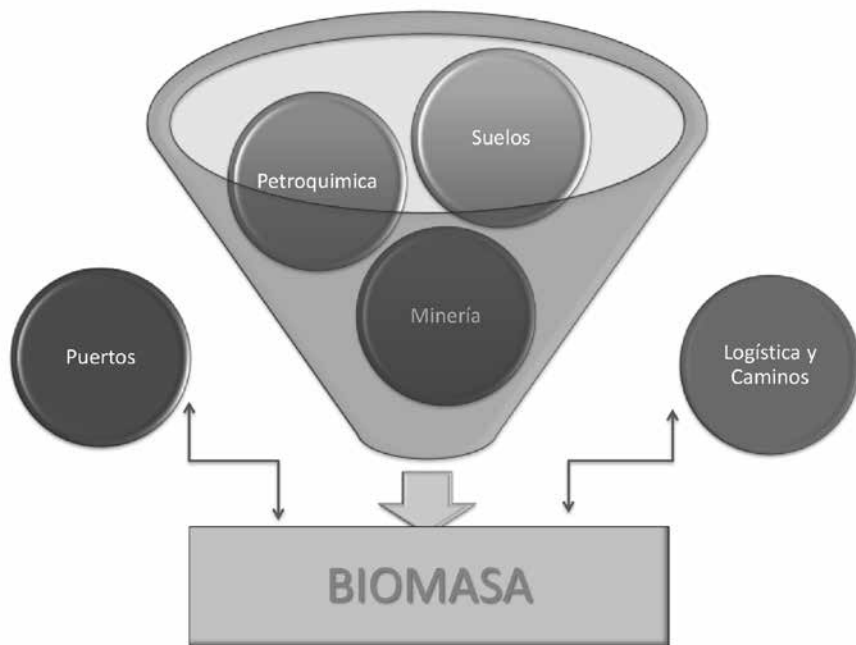 Suelos
Petroquimica
Minería
Puertos
Logística y
Caminos
BIOMASA